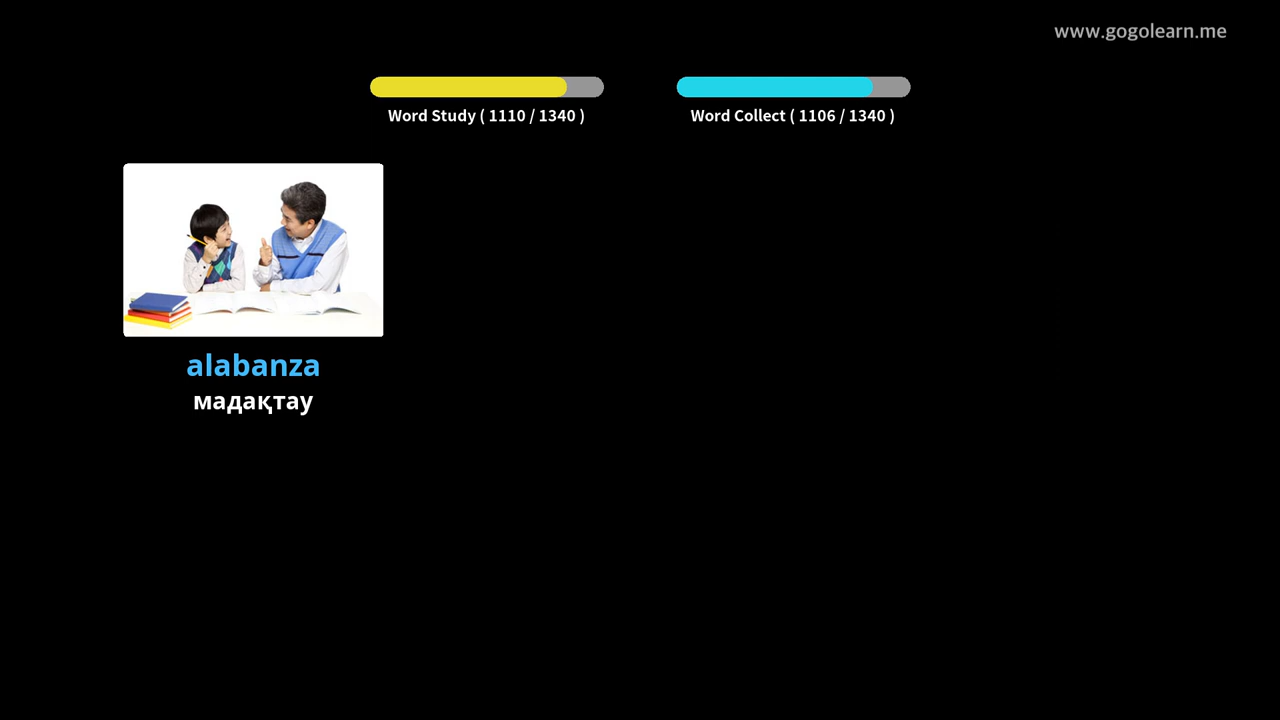 www.gogolearn.me
Word Study ( 1110 / 1340 )
Word Collect ( 1106 / 1340 )
alabanza
мадақтау